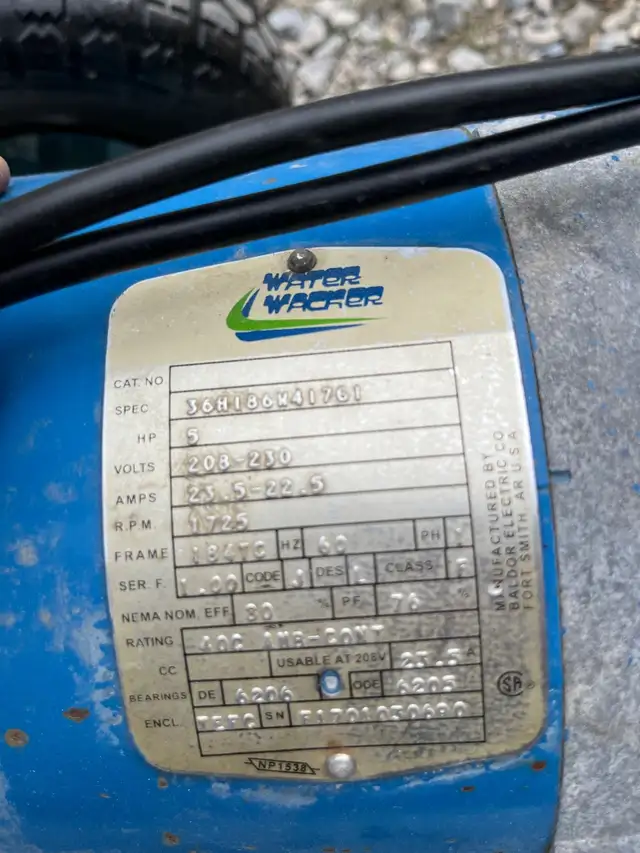 WATER
WACKER
CAT. NO.
SPEC 36H186W417G1
HP 5
VOLTS 208-230
AMPS 23.5-22.5
R.P.M. 1725
FRAME 184TC HZ 60 PH 1
SER. F. 1.00 CODE J DES L CLASS F
NEMA NOM. EFF. 80 % PF. 76 %
RATING 40C AMB-CONT
CC USABLE AT 208V 23.5 A
BEARINGS DE 6206 ODE 6205
ENCL. TEFC SN
NP1538
MANUFACTURED BY
BALDOR ELECTRIC CO
FORT SMITH, AR U S A
SA